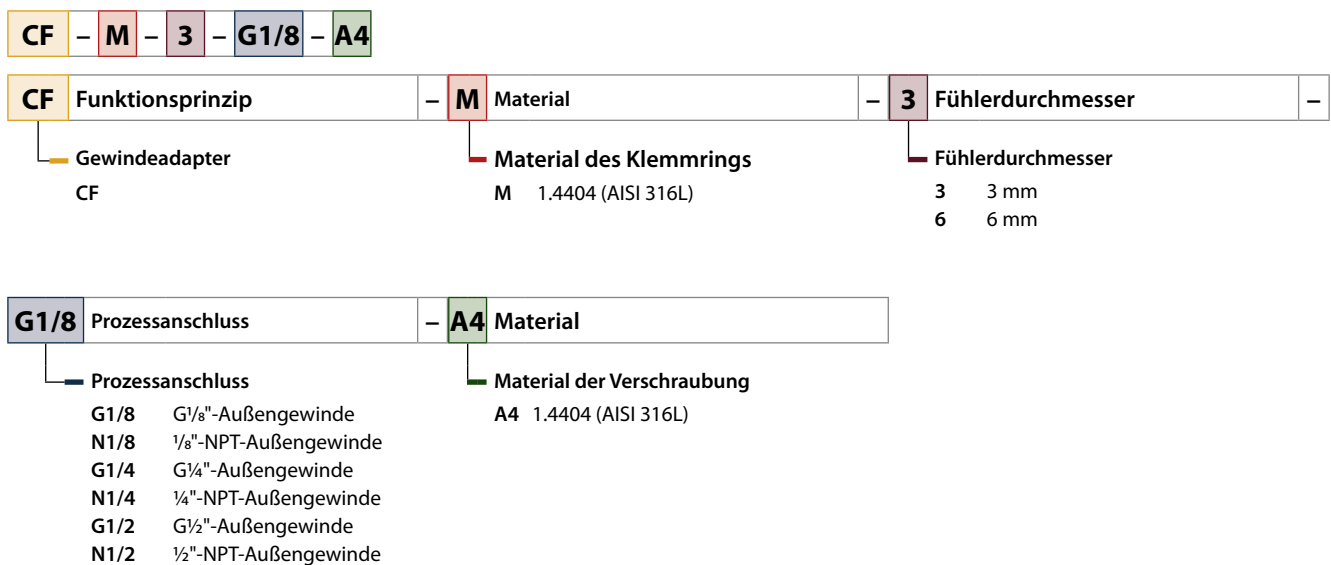 CF – M – 3 – G1/8 – A4
CF Funktionsprinzip – M Material – 3 Fühlerdurchmesser –
Gewindeadapter
CF
Material des Klemmrings
M 1.4404 (AISI 316L)
Fühlerdurchmesser
3 3 mm
6 6 mm
G1/8 Prozessanschluss – A4 Material
Prozessanschluss
G1/8 G⅛"-Außengewinde
N1/8 ⅛"-NPT-Außengewinde
G1/4 G¼"-Außengewinde
N1/4 ¼"-NPT-Außengewinde
G1/2 G½"-Außengewinde
N1/2 ½"-NPT-Außengewinde
Material der Verschraubung
A4 1.4404 (AISI 316L)